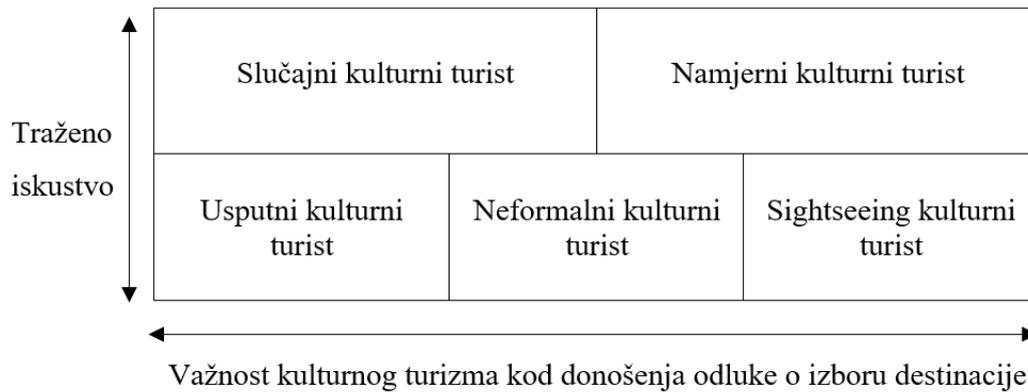 Slučajni kulturni turist
Namjerni kulturni turist
Traženo
iskustvo
Usputni kulturni
turist
Neformalni kulturni
turist
Sightseeing kulturni
turist
Važnost kulturnog turizma kod donošenja odluke o izboru destinacije